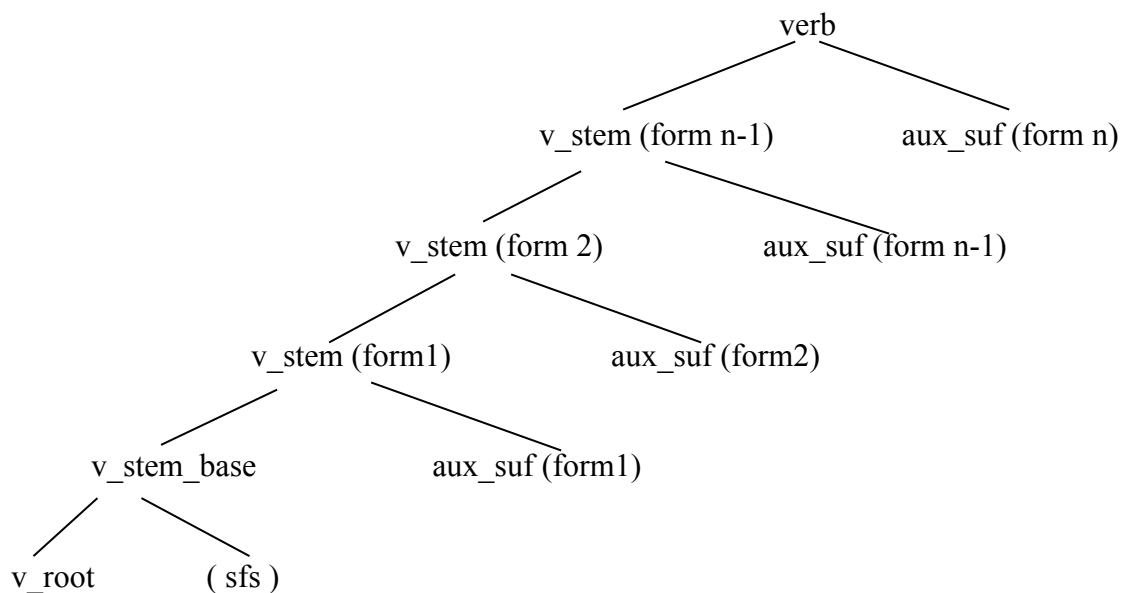 verb
v_stem (form n-1) aux_suf (form n)
v_stem (form 2) aux_suf (form n-1)
v_stem (form1) aux_suf (form2)
v_stem_base aux_suf (form1)
v_root ( sfs )